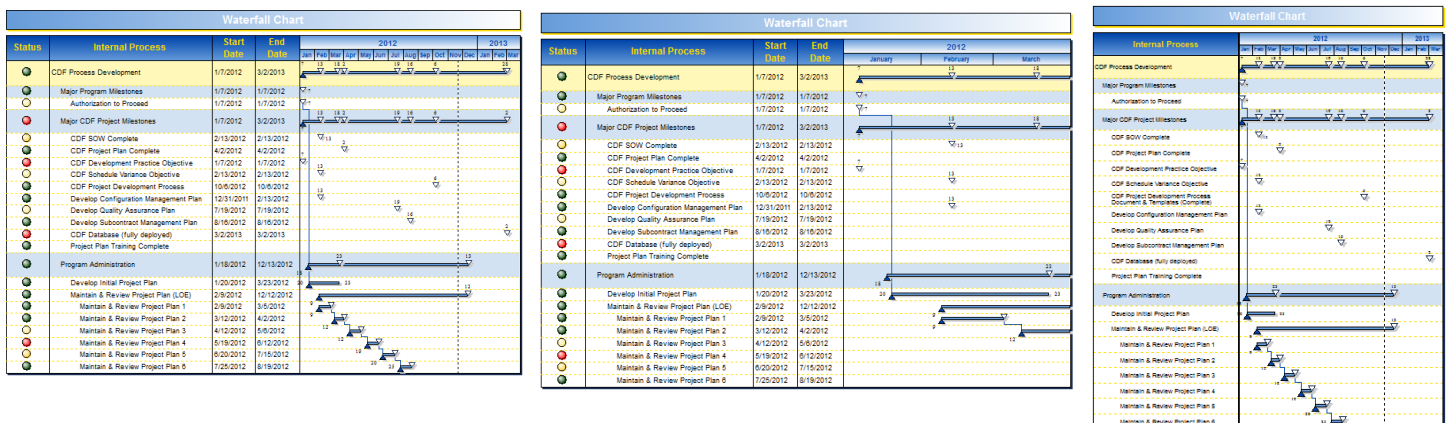 Waterfall Chart
Status Internal Process Start Date End Date 2012 2013
Jan Feb Mar Apr May Jun Jul Aug Sep Oct Nov Dec Jan Feb Mar
CDF Process Development 1/7/2012 3/2/2013
Major Program Milestones 1/7/2012 1/7/2012
Authorization to Proceed 1/7/2012 1/7/2012
Major CDF Project Milestones 1/7/2012 3/2/2013
CDF SOW Complete 2/13/2012 2/13/2012
CDF Project Plan Complete 4/2/2012 4/2/2012
CDF Development Practice Objective 1/7/2012 1/7/2012
CDF Schedule Variance Objective 2/13/2012 2/13/2012
CDF Project Development Process 10/6/2012 10/6/2012
Develop Configuration Management Plan 12/31/2011 2/13/2012
Develop Quality Assurance Plan 7/19/2012 7/19/2012
Develop Subcontract Management Plan 8/16/2012 8/16/2012
CDF Database (fully deployed) 3/2/2013 3/2/2013
Project Plan Training Complete
Program Administration 1/18/2012 12/13/2012
Develop Initial Project Plan 1/20/2012 3/23/2012
Maintain & Review Project Plan (LOE) 2/9/2012 12/12/2012
Maintain & Review Project Plan 1 2/9/2012 3/5/2012
Maintain & Review Project Plan 2 3/12/2012 4/2/2012
Maintain & Review Project Plan 3 4/12/2012 5/6/2012
Maintain & Review Project Plan 4 5/19/2012 6/12/2012
Maintain & Review Project Plan 5 6/20/2012 7/15/2012
Maintain & Review Project Plan 6 7/25/2012 8/19/2012
Waterfall Chart
Status Internal Process Start Date End Date 2012
January February March
CDF Process Development 1/7/2012 3/2/2013
Major Program Milestones 1/7/2012 1/7/2012
Authorization to Proceed 1/7/2012 1/7/2012
Major CDF Project Milestones 1/7/2012 3/2/2013
CDF SOW Complete 2/13/2012 2/13/2012
CDF Project Plan Complete 4/2/2012 4/2/2012
CDF Development Practice Objective 1/7/2012 1/7/2012
CDF Schedule Variance Objective 2/13/2012 2/13/2012
CDF Project Development Process 10/6/2012 10/6/2012
Develop Configuration Management Plan 12/31/2011 2/13/2012
Develop Quality Assurance Plan 7/19/2012 7/19/2012
Develop Subcontract Management Plan 8/16/2012 8/16/2012
CDF Database (fully deployed) 3/2/2013 3/2/2013
Project Plan Training Complete
Program Administration 1/18/2012 12/13/2012
Develop Initial Project Plan 1/20/2012 3/23/2012
Maintain & Review Project Plan (LOE) 2/9/2012 12/12/2012
Maintain & Review Project Plan 1 2/9/2012 3/5/2012
Maintain & Review Project Plan 2 3/12/2012 4/2/2012
Maintain & Review Project Plan 3 4/12/2012 5/6/2012
Maintain & Review Project Plan 4 5/19/2012 6/12/2012
Maintain & Review Project Plan 5 6/20/2012 7/15/2012
Maintain & Review Project Plan 6 7/25/2012 8/19/2012
Waterfall Chart
Internal Process 2012 2013
Jan Feb Mar Apr May Jun Jul Aug Sep Oct Nov Dec Jan Feb Mar
CDF Process Development
Major Program Milestones
Authorization to Proceed
Major CDF Project Milestones
CDF SOW Complete
CDF Project Plan Complete
CDF Development Practice Objective
CDF Schedule Variance Objective
CDF Project Development Process
Document & Templates (Complete)
Develop Configuration Management Plan
Develop Quality Assurance Plan
Develop Subcontract Management Plan
CDF Database (fully deployed)
Project Plan Training Complete
Program Administration
Develop Initial Project Plan
Maintain & Review Project Plan (LOE)
Maintain & Review Project Plan 1
Maintain & Review Project Plan 2
Maintain & Review Project Plan 3
Maintain & Review Project Plan 4
Maintain & Review Project Plan 5
Maintain & Review Project Plan 6